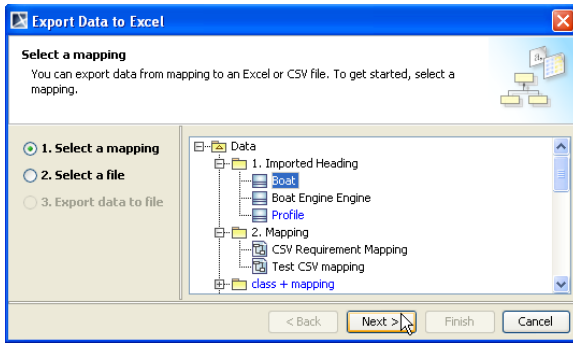 Export Data to Excel
Select a mapping
You can export data from mapping to an Excel or CSV file. To get started, select a
mapping.
1. Select a mapping
2. Select a file
3. Export data to file
Data
1. Imported Heading
Boat
Boat Engine Engine
Profile
2. Mapping
CSV Requirement Mapping
Test CSV mapping
class + mapping
< Back
Next >
Finish
Cancel